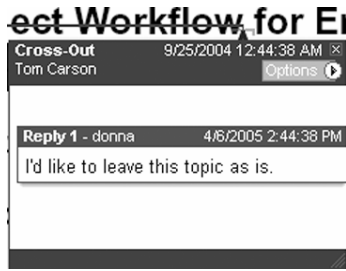 ect Workflow for E
Cross-Out 9/25/2004 12:44:38 AM
Tom Carson Options
Reply 1 - donna 4/6/2005 2:44:38 PM
I'd like to leave this topic as is.